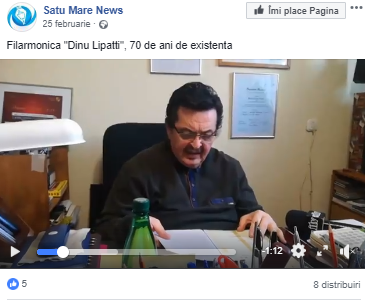 Satu Mare News
Îmi place Pagina
25 februarie ·
Filarmonica "Dinu Lipatti", 70 de ani de existenta
-1:12
5
8 distribuiri